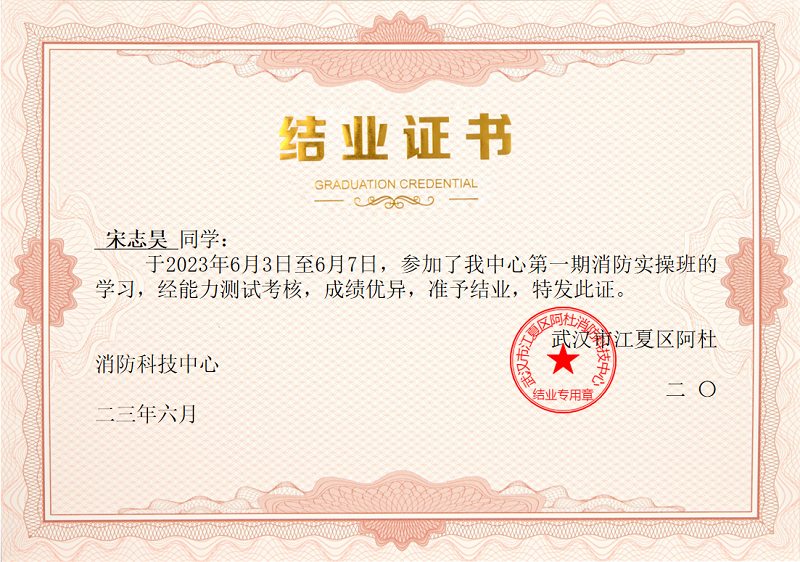 结业证书
GRADUATION CREDENTIAL
宋志昊 同学：
于2023年6月3日至6月7日，参加了我中心第一期消防实操班的
学习，经能力测试考核，成绩优异，准予结业，特发此证。
武汉市江夏区阿杜
消防科技中心
二 〇
二三年六月
武汉市江夏区阿杜消防科技中心
结业专用章